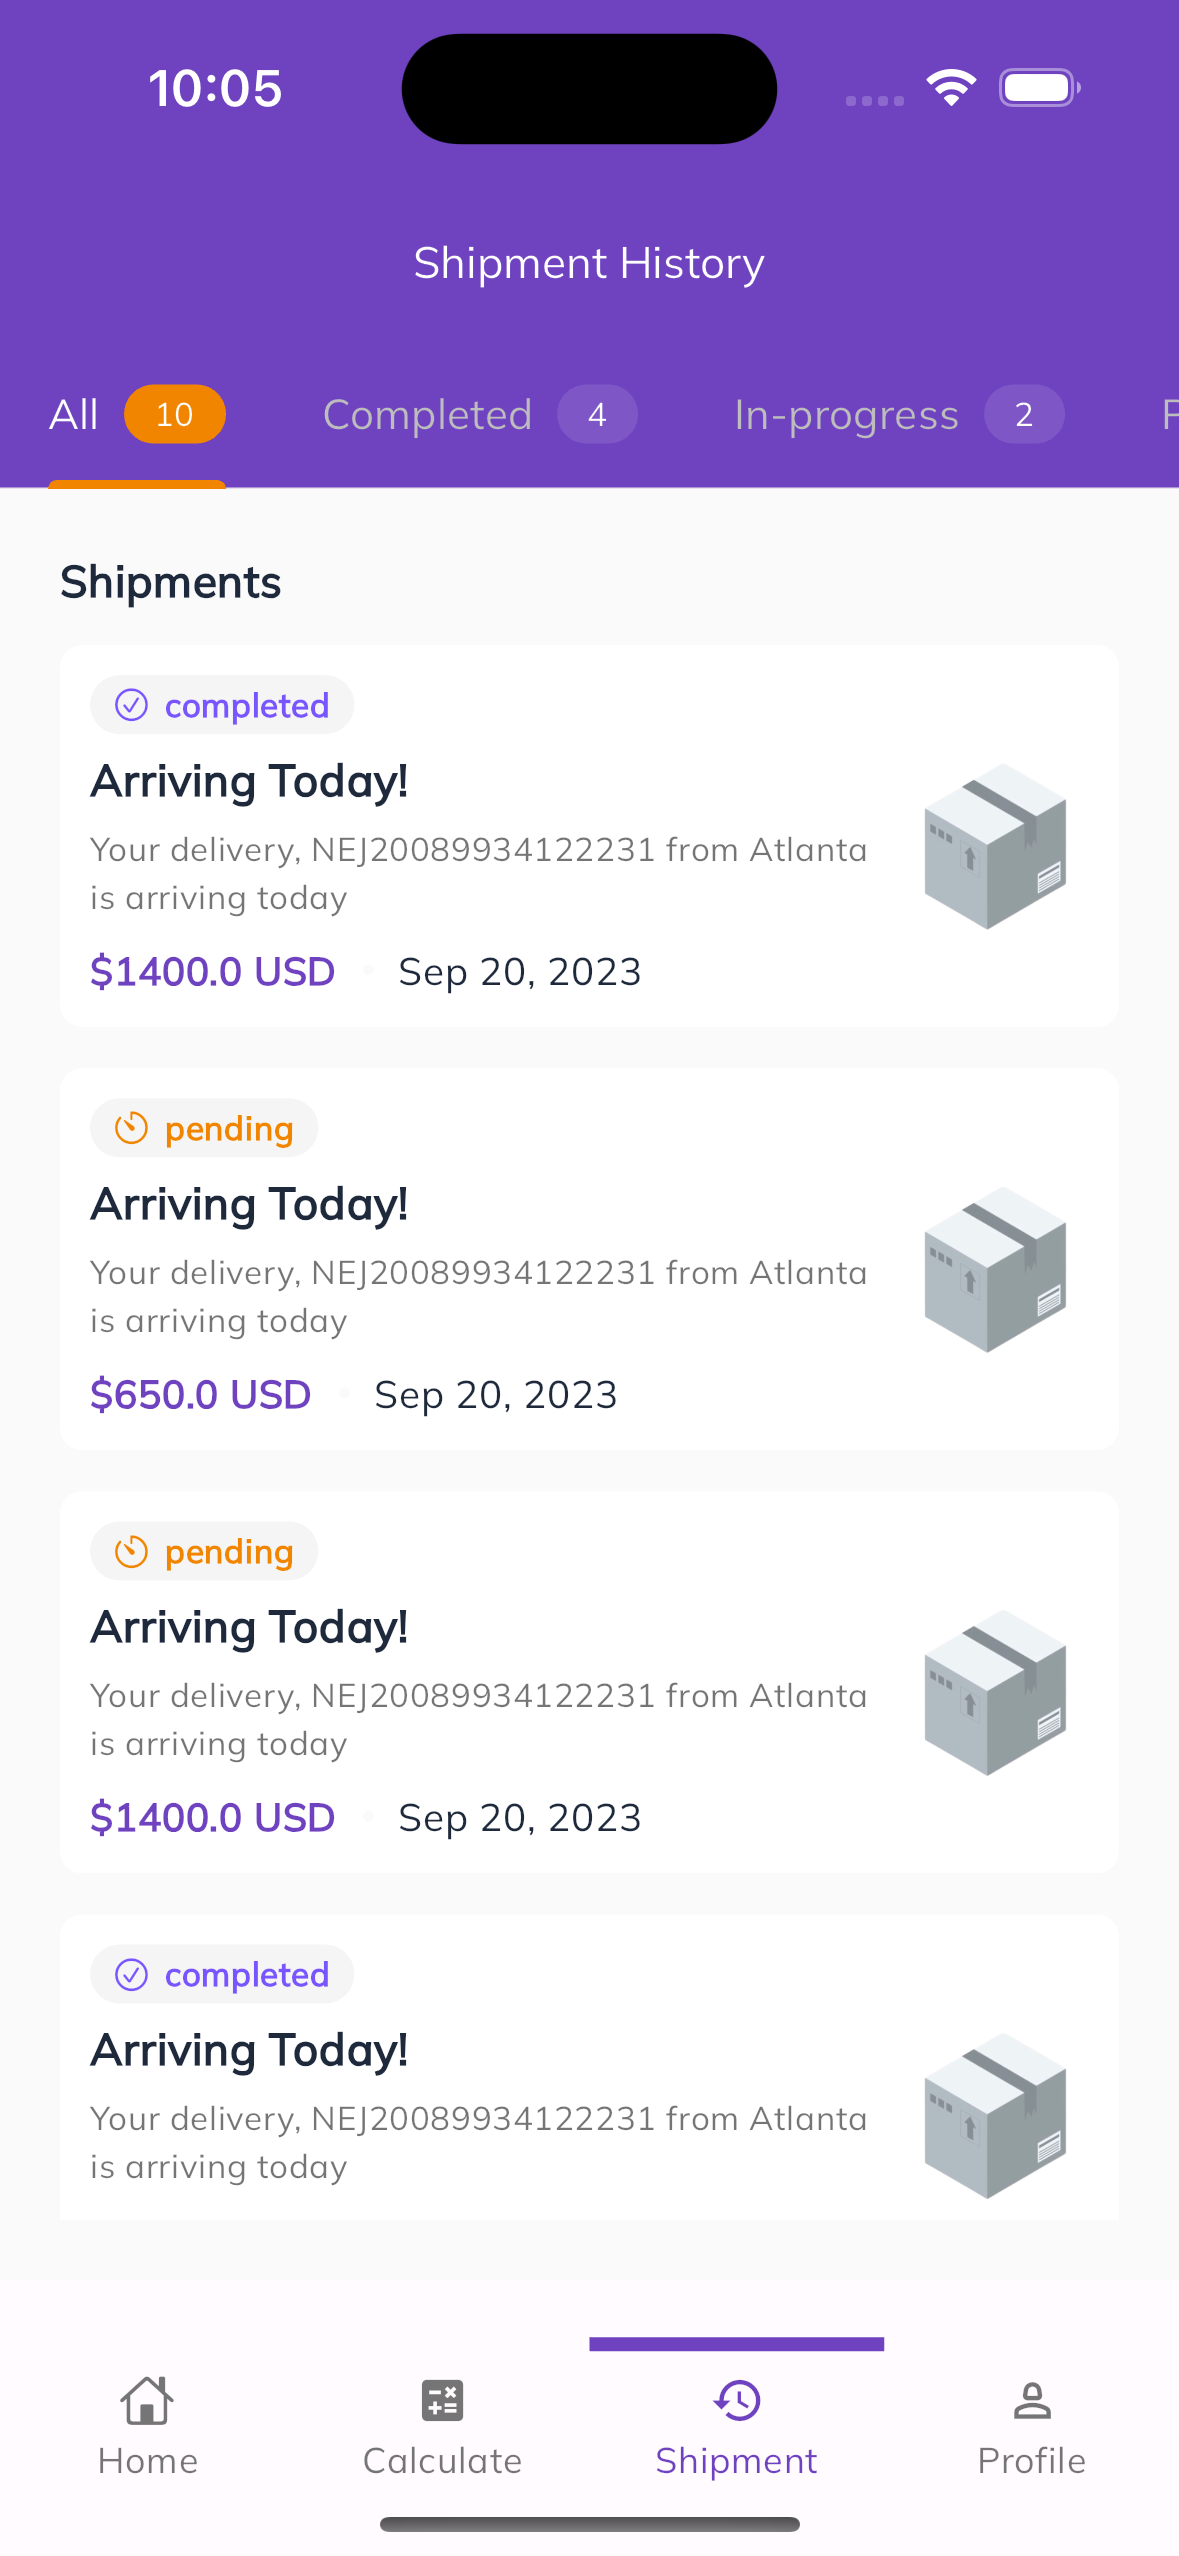 10:05
Shipment History
All 10 Completed 4 In-progress 2
Shipments
completed
Arriving Today!
Your delivery, NEJ20089934122231 from Atlanta
is arriving today
$1400.0 USD Sep 20, 2023
pending
Arriving Today!
Your delivery, NEJ20089934122231 from Atlanta
is arriving today
$650.0 USD Sep 20, 2023
pending
Arriving Today!
Your delivery, NEJ20089934122231 from Atlanta
is arriving today
$1400.0 USD Sep 20, 2023
completed
Arriving Today!
Your delivery, NEJ20089934122231 from Atlanta
is arriving today
Home Calculate Shipment Profile